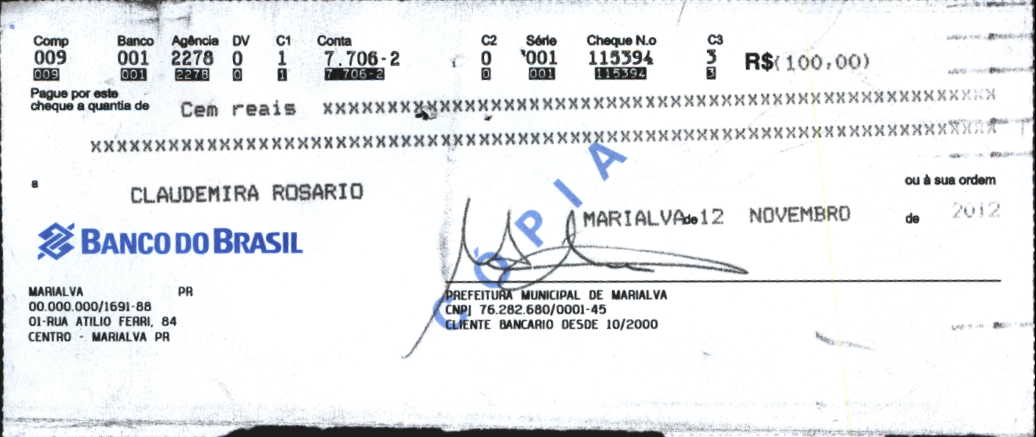 Comp Banco Agência DV C1 Conta C2 Série Cheque N.o C3
009 001 2278 0 1 7.706-2 0 001 115394 3 R$(100,00)
009 001 2278 0 1 7 706-2 0 001 115394 3
Pague por este
cheque a quantia de Cem reais xxxxxxxxxxxxxxxxxxxxxxxxxxxxxxxxxxxxxxxxxxxxxxxxxxxx
xxxxxxxxxxxxxxxxxxxxxxxxxxxxxxxxxxxxxxxxxxxxxxxxxxxxxxxxxxxxxxxxxxxxx
a CLAUDEMIRA ROSARIO ou à sua ordem
MARIALVA de 12 NOVEMBRO de 2012
CÓPIA
BANCO DO BRASIL
MARIALVA PR
00.000.000/1691-88
01-RUA ATILIO FERRI, 84
CENTRO - MARIALVA PR
PREFEITURA MUNICIPAL DE MARIALVA
CNPJ 76.282.680/0001-45
CLIENTE BANCARIO DESDE 10/2000